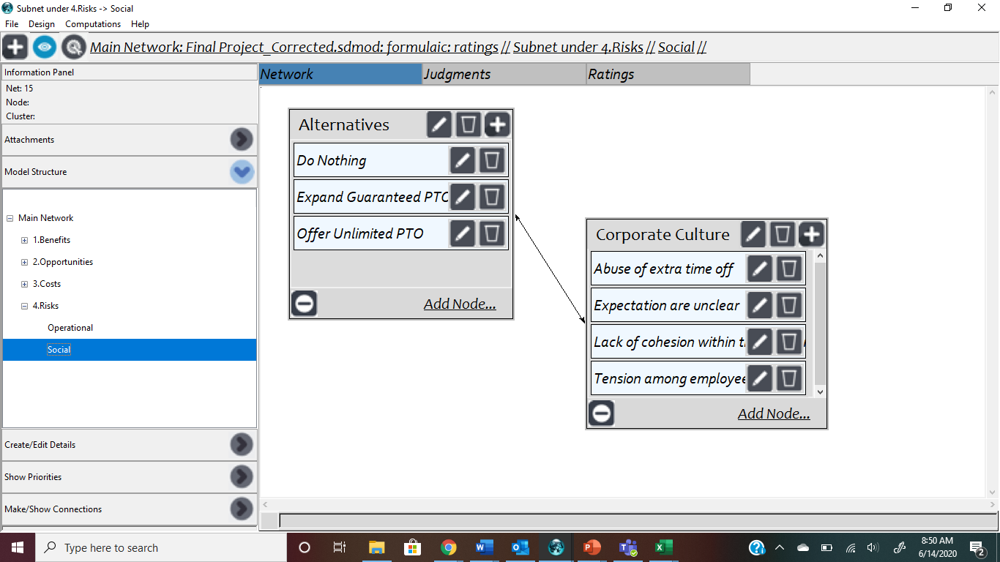 Subnet under 4.Risks -> Social
File Design Computations Help
Main Network: Final Project_Corrected.sdmod: formulaic: ratings // Subnet under 4.Risks // Social //
Information Panel
Net: 15
Node:
Cluster:
Attachments
Model Structure
Main Network
1.Benefits
2.Opportunities
3.Costs
4.Risks
Operational
Social
Create/Edit Details
Show Priorities
Make/Show Connections
Network Judgments Ratings
Alternatives
Do Nothing
Expand Guaranteed PTO
Offer Unlimited PTO
Add Node...
Corporate Culture
Abuse of extra time off
Expectation are unclear
Lack of cohesion within
Tension among employee
Add Node...
Type here to search
8:50 AM
6/14/2020
2